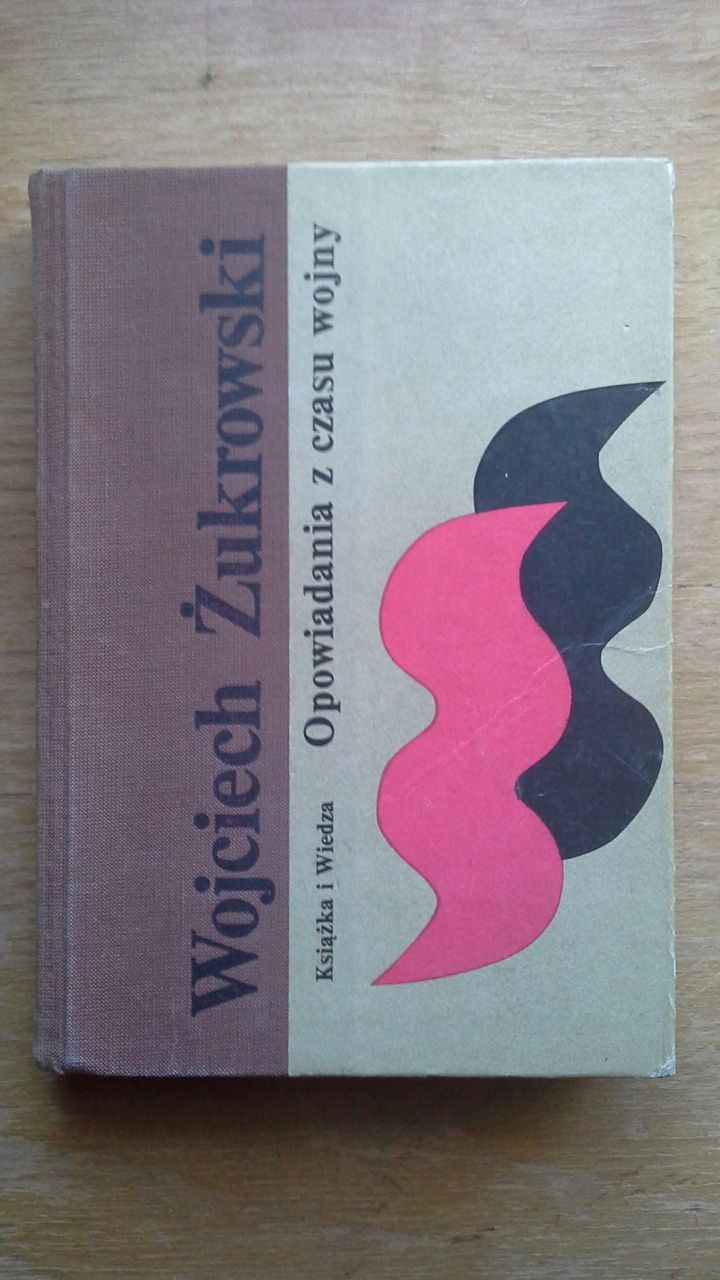 Wojciech Żukrowski
Książka i Wiedza Opowiadania z czasu wojny